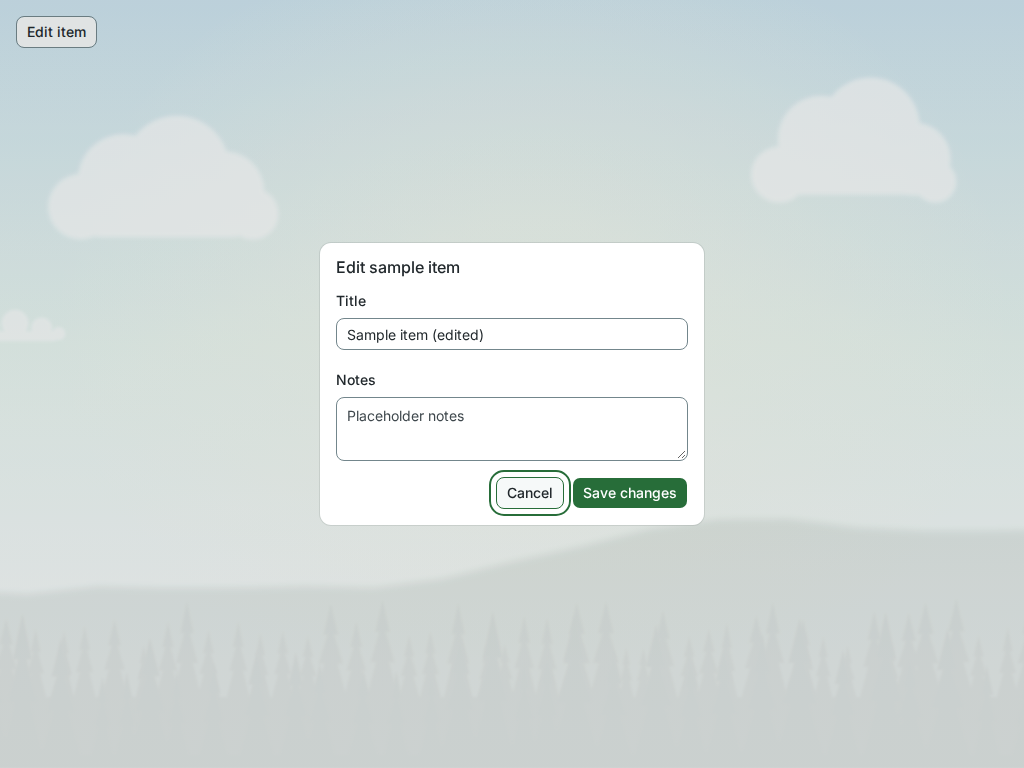 Edit item
Edit sample item
Title
Sample item (edited)
Notes
Placeholder notes
Cancel
Save changes